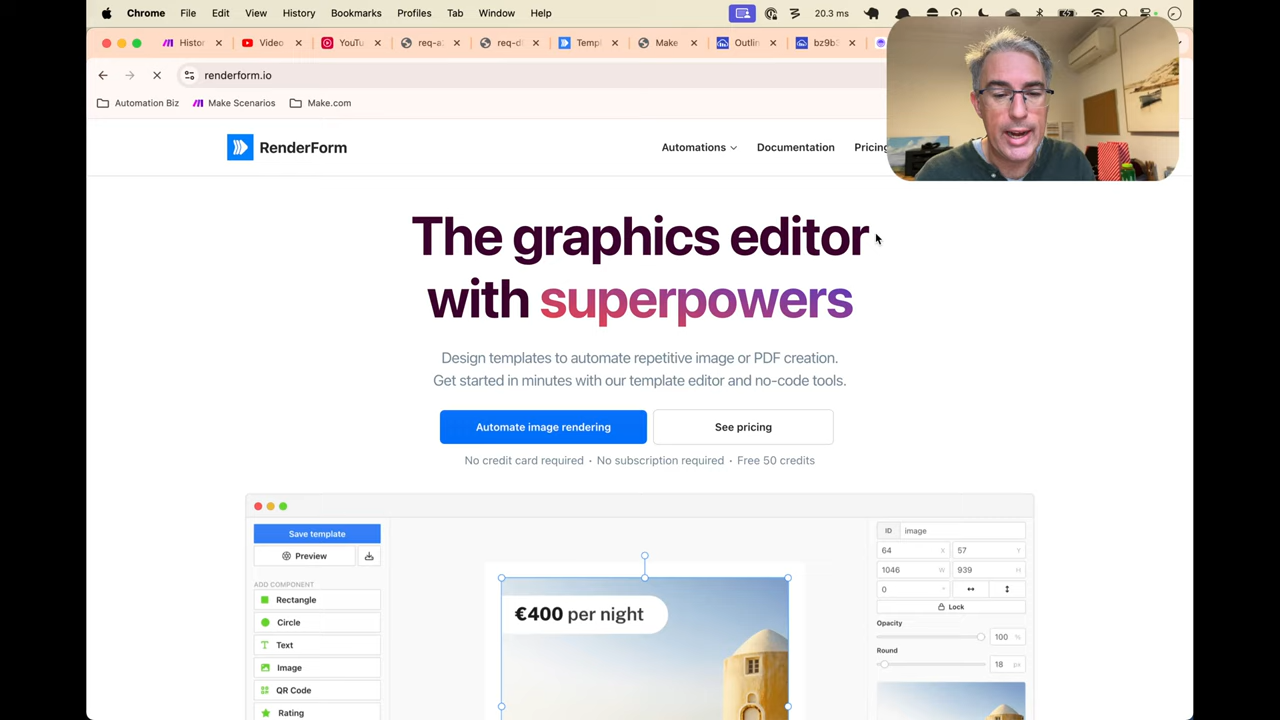 Chrome File Edit View History Bookmarks Profiles Tab Window Help 20.3 ms
Histor Video YouTu req-a req-di Templ Make Outlin bz9b
renderform.io
Automation Biz Make Scenarios Make.com
RenderForm Automations Documentation Pricing
The graphics editor
with superpowers
Design templates to automate repetitive image or PDF creation.
Get started in minutes with our template editor and no-code tools.
Automate image rendering See pricing
No credit card required · No subscription required · Free 50 credits
Save template
Preview
ADD COMPONENT
Rectangle
Circle
Text
Image
QR Code
Rating
€400 per night
ID image
64 X 57 Y
1046 W 939 H
0 °
Lock
Opacity
100 %
Round
18 px